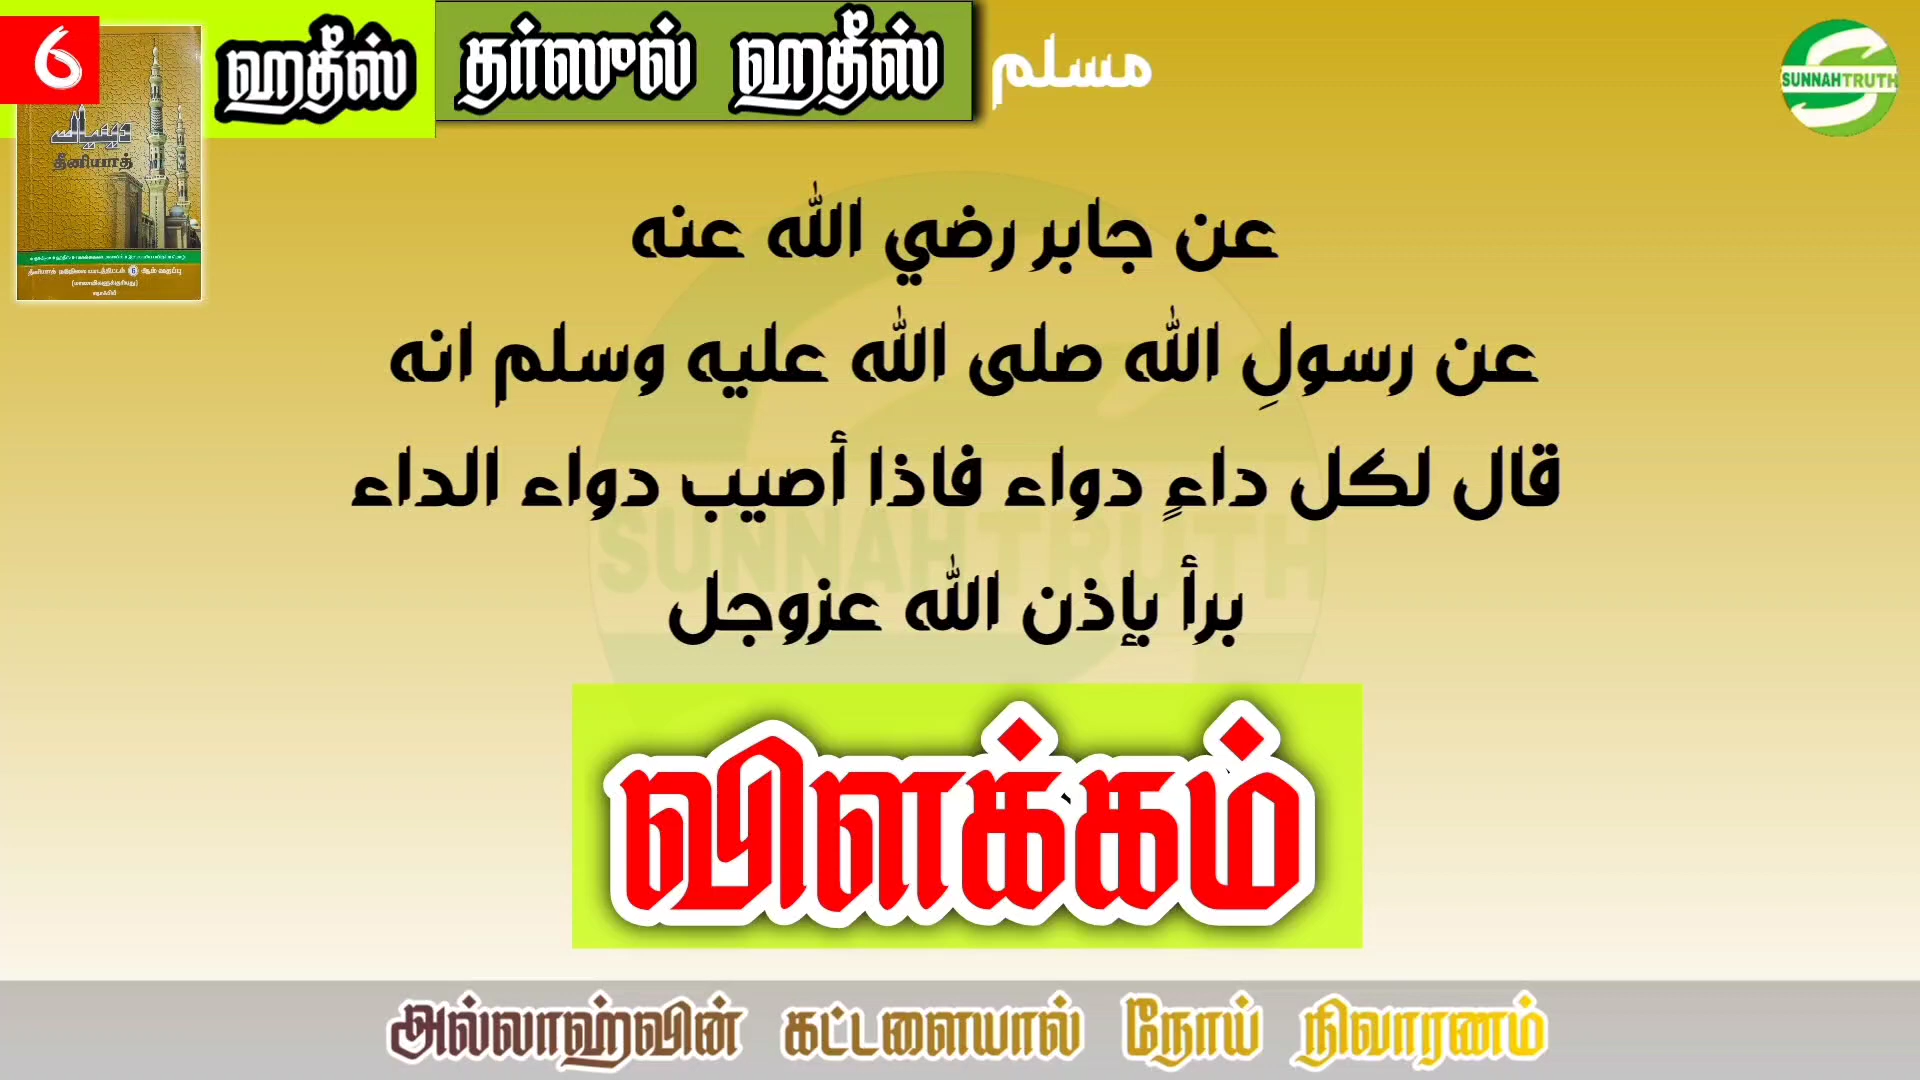 6
ஹதீஸ்
தர்ஸுல் ஹதீஸ்
مسلم
SUNNAHTRUTH
தீனியாத்
عن جابر رضي الله عنه
عن رسولِ الله صلى الله عليه وسلم انه
قال لكل داءٍ دواء فاذا أصيب دواء الداء
برأ بإذن الله عزوجل
SUNNAHTRUTH
விளக்கம்
அல்லாஹ்வின் கட்டளையால் நோய் நிவாரணம்